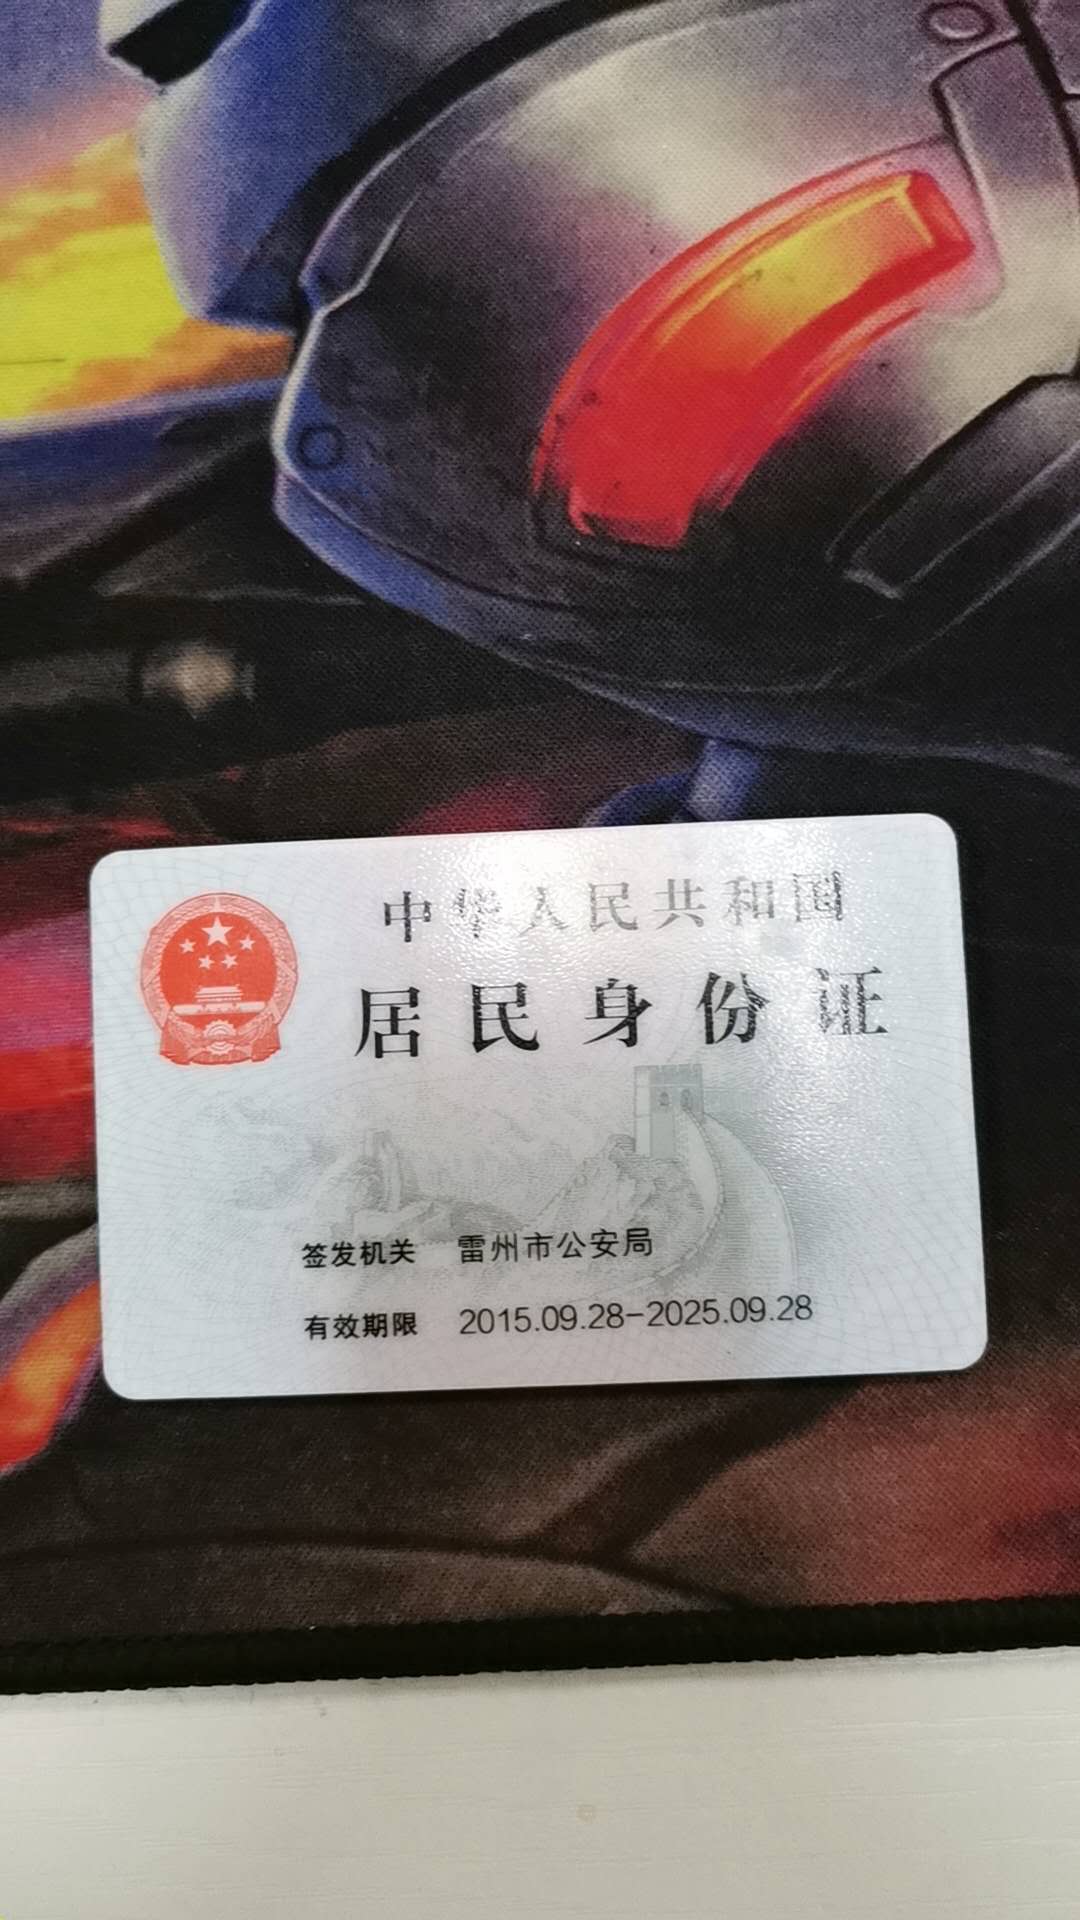 中华人民共和国
居民身份证
签发机关 雷州市公安局
有效期限 2015.09.28-2025.09.28